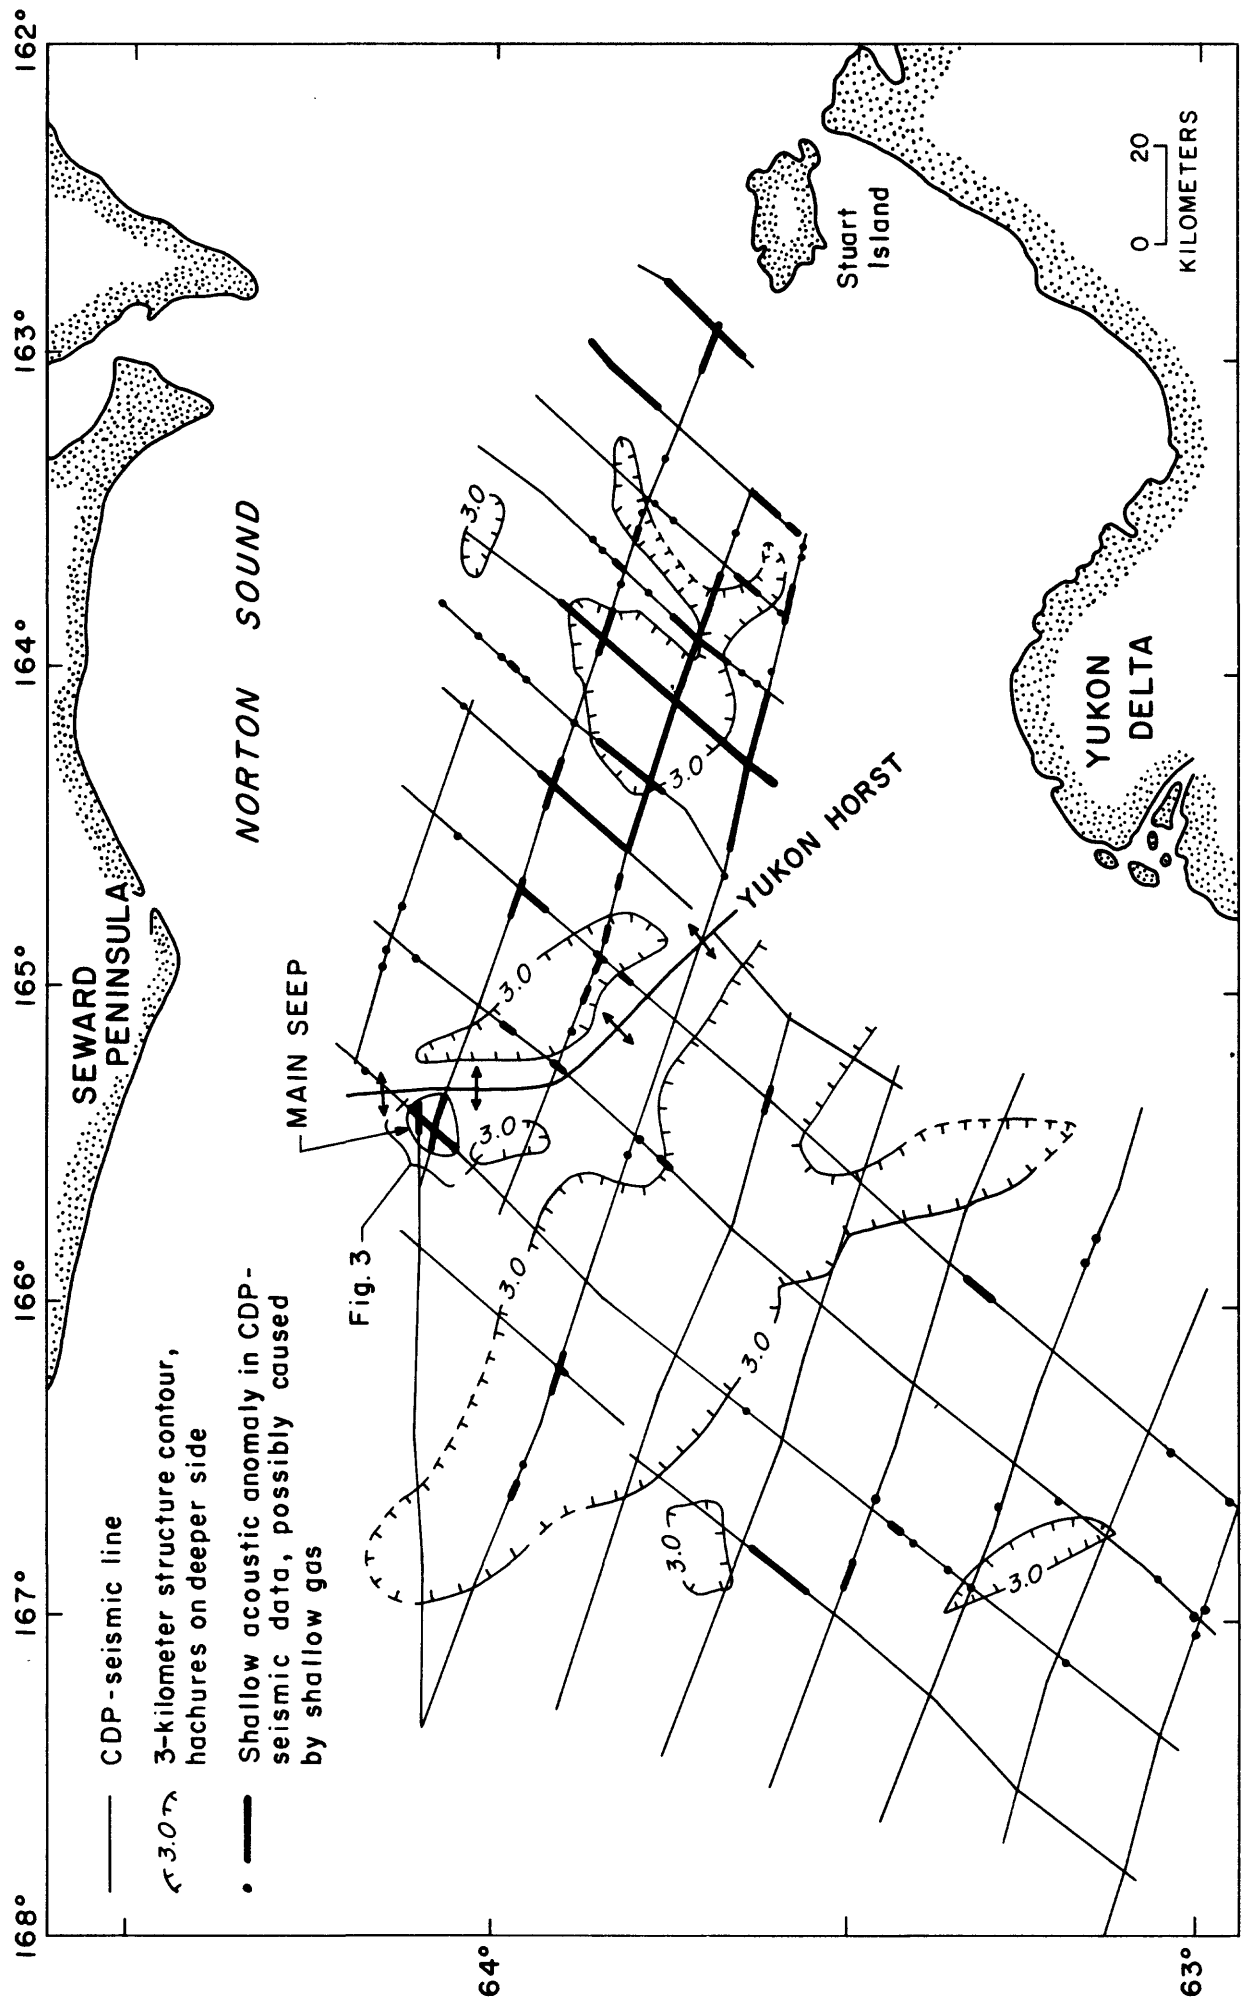 168°
167°
166°
165°
164°
163°
162°
64°
63°
CDP-seismic line
3.0
3-kilometer structure contour,
hachures on deeper side
Shallow acoustic anomaly in CDP-
seismic data, possibly caused
by shallow gas
SEWARD
PENINSULA
NORTON SOUND
MAIN SEEP
Fig. 3
3.0
3.0
3.0
3.0
3.0
3.0
3.0
3.0
YUKON HORST
YUKON
DELTA
Stuart
Island
0 20
KILOMETERS